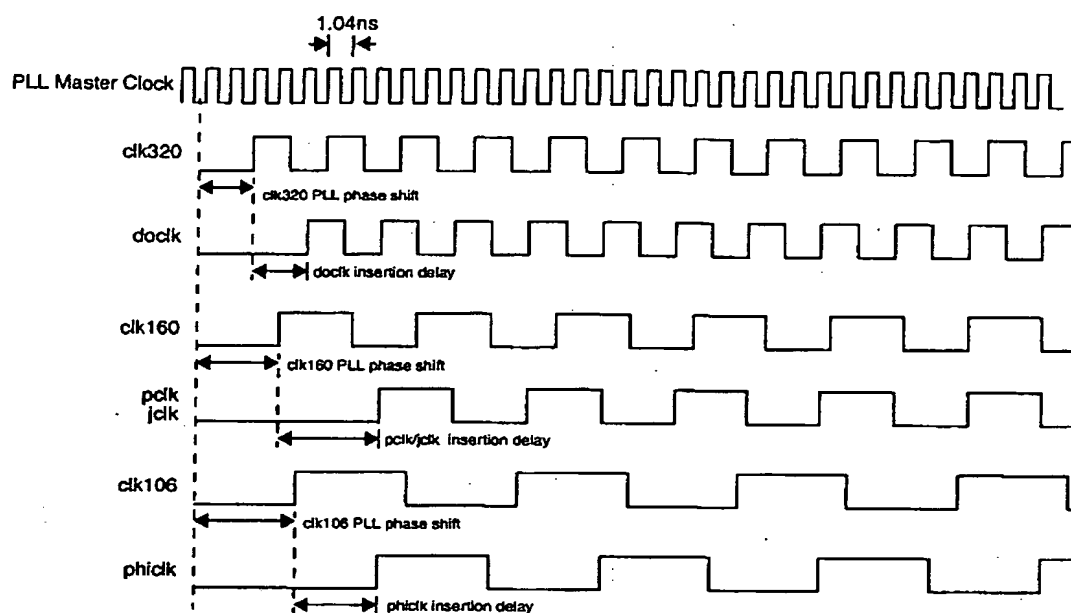 1.04ns
PLL Master Clock
clk320
clk320 PLL phase shift
doclk
doclk insertion delay
clk160
clk160 PLL phase shift
pclk
jclk
pclk/jclk insertion delay
clk106
clk106 PLL phase shift
phiclk
phiclk insertion delay